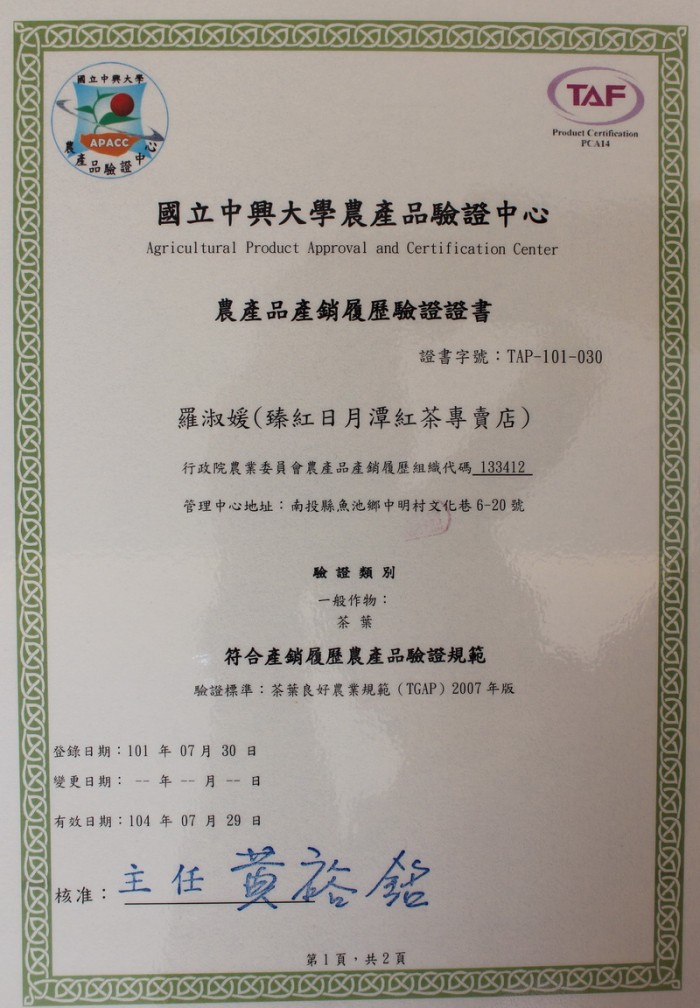 國立中興大學
APACC
農產品驗證中心
TAF
Product Certification
PCA14
國立中興大學農產品驗證中心
Agricultural Product Approval and Certification Center
農產品產銷履歷驗證證書
證書字號：TAP-101-030
羅淑媛(臻紅日月潭紅茶專賣店)
行政院農業委員會農產品產銷履歷組織代碼 133412
管理中心地址：南投縣魚池鄉中明村文化巷 6-20 號
驗證類別
一般作物：
茶葉
符合產銷履歷農產品驗證規範
驗證標準：茶葉良好農業規範（TGAP）2007 年版
登錄日期：101 年 07 月 30 日
變更日期： -- 年 -- 月 -- 日
有效日期：104 年 07 月 29 日
核准：主任 黃裕銘
第 1 頁，共 2 頁